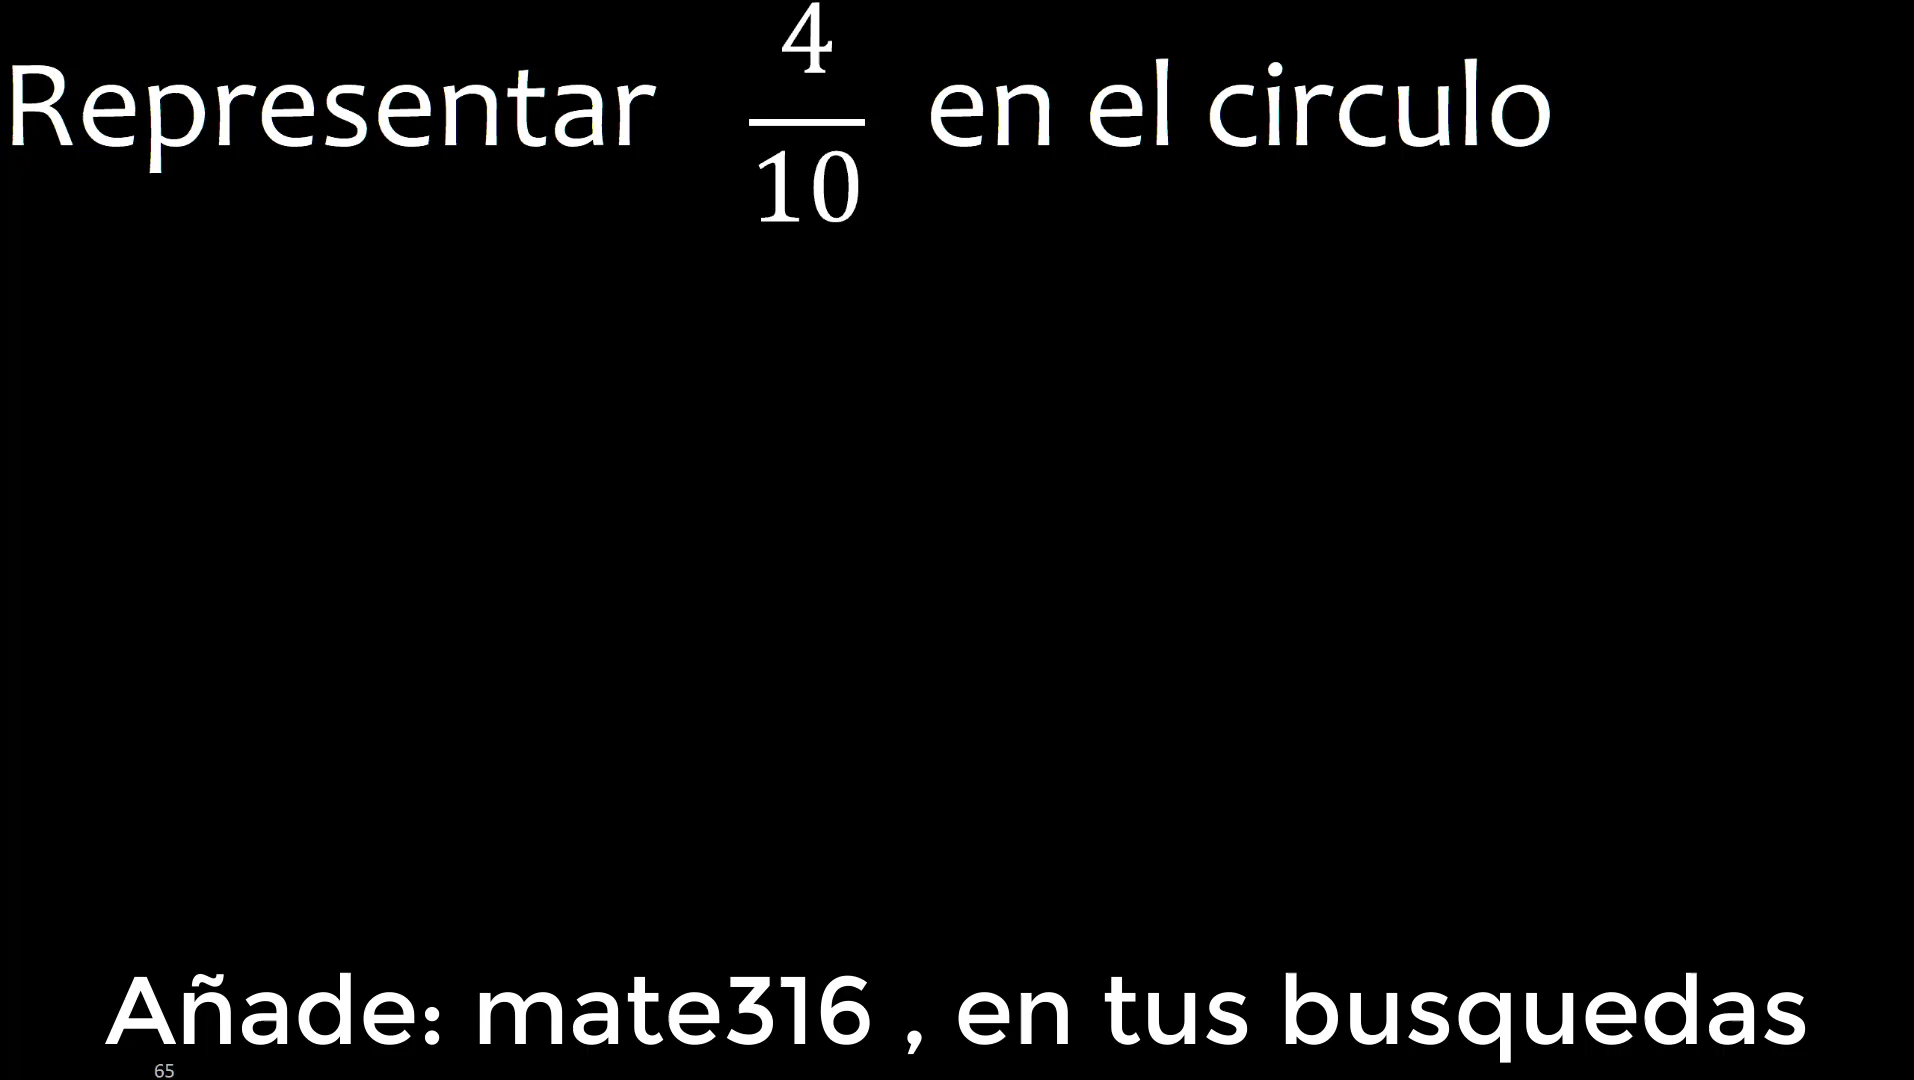 Representar 4/10 en el circulo
Añade: mate316 , en tus busquedas
65